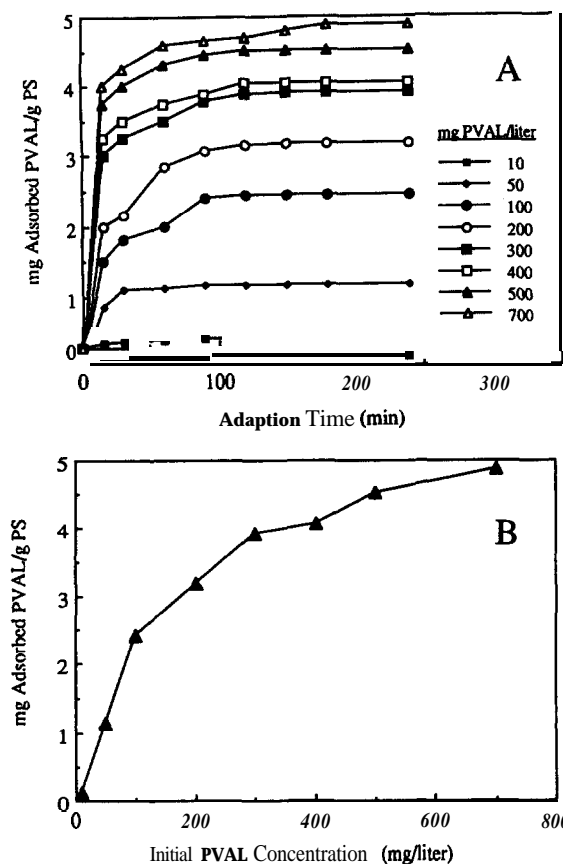 5
4
3
2
1
0
mg Adsorbed PVAL/g PS
A
mg PVAL/liter
10
50
100
200
300
400
500
700
0 100 200 300
Adaption Time (min)
5
4
3
2
1
0
mg Adsorbed PVAL/g PS
B
0 200 400 600 800
Initial PVAL Concentration (mg/liter)